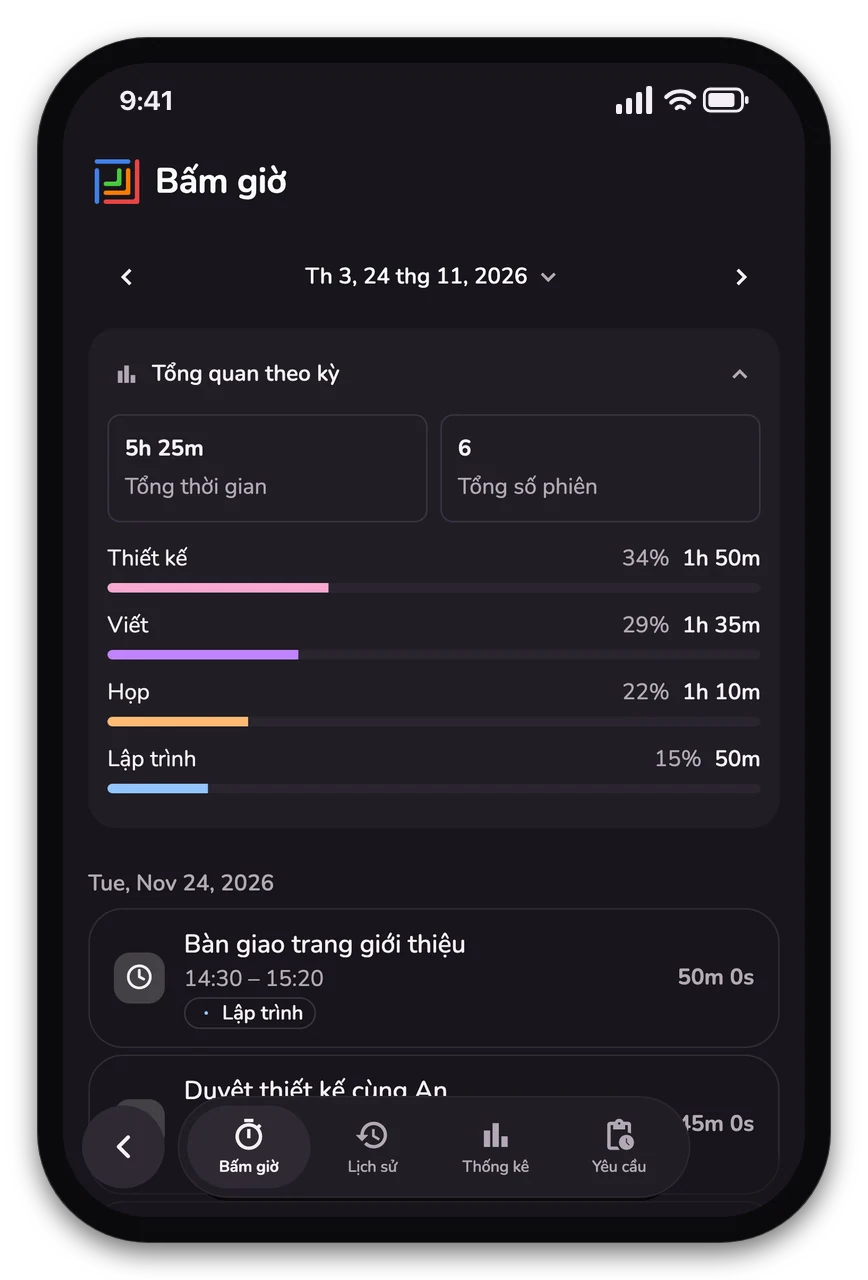 9:41
Bấm giờ
Th 3, 24 thg 11, 2026
Tổng quan theo kỳ
5h 25m
Tổng thời gian
6
Tổng số phiên
Thiết kế 34% 1h 50m
Viết 29% 1h 35m
Họp 22% 1h 10m
Lập trình 15% 50m
Tue, Nov 24, 2026
Bàn giao trang giới thiệu
14:30 – 15:20
50m 0s
Lập trình
Duyệt thiết kế cùng An
45m 0s
Bấm giờ
Lịch sử
Thống kê
Yêu cầu